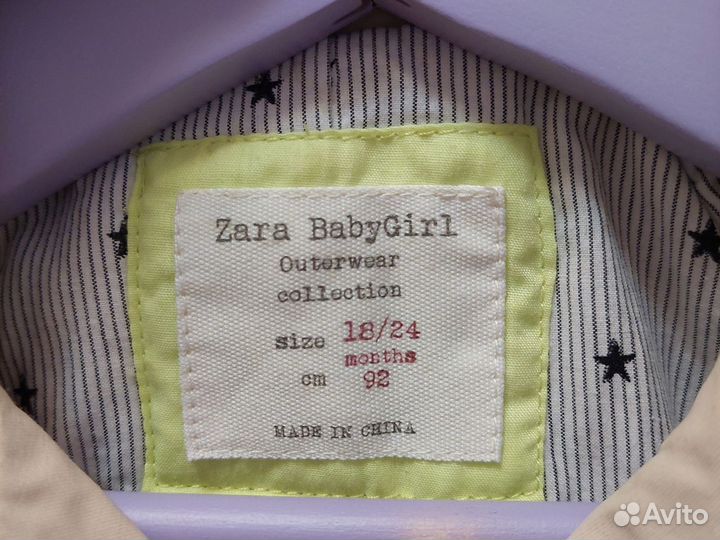 Zara BabyGirl
Outerwear
collection
size 18/24
months
cm 92
MADE IN CHINA
Avito